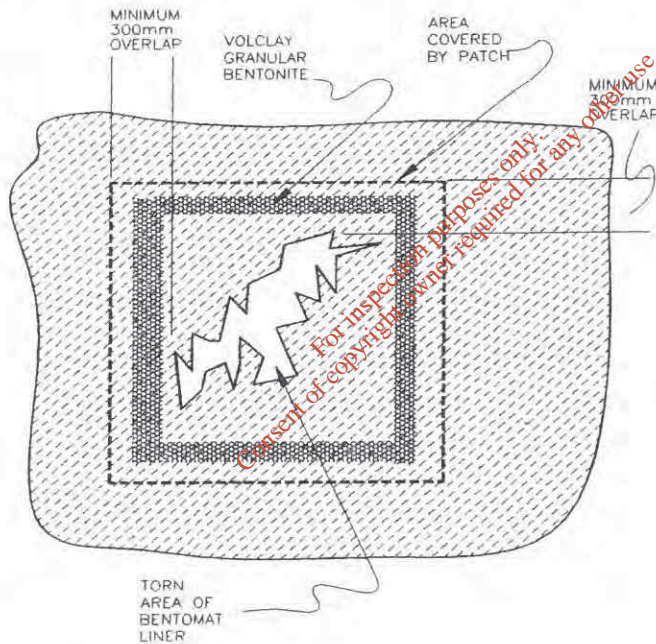 MINIMUM
300mm
OVERLAP
VOLCLAY
GRANULAR
BENTONITE
AREA
COVERED
BY PATCH
MINIMUM
300mm
OVERLAP
For inspection purposes only.
Consent of copyright owner required for any other use
TORN
AREA OF
BENTOMAT
LINER